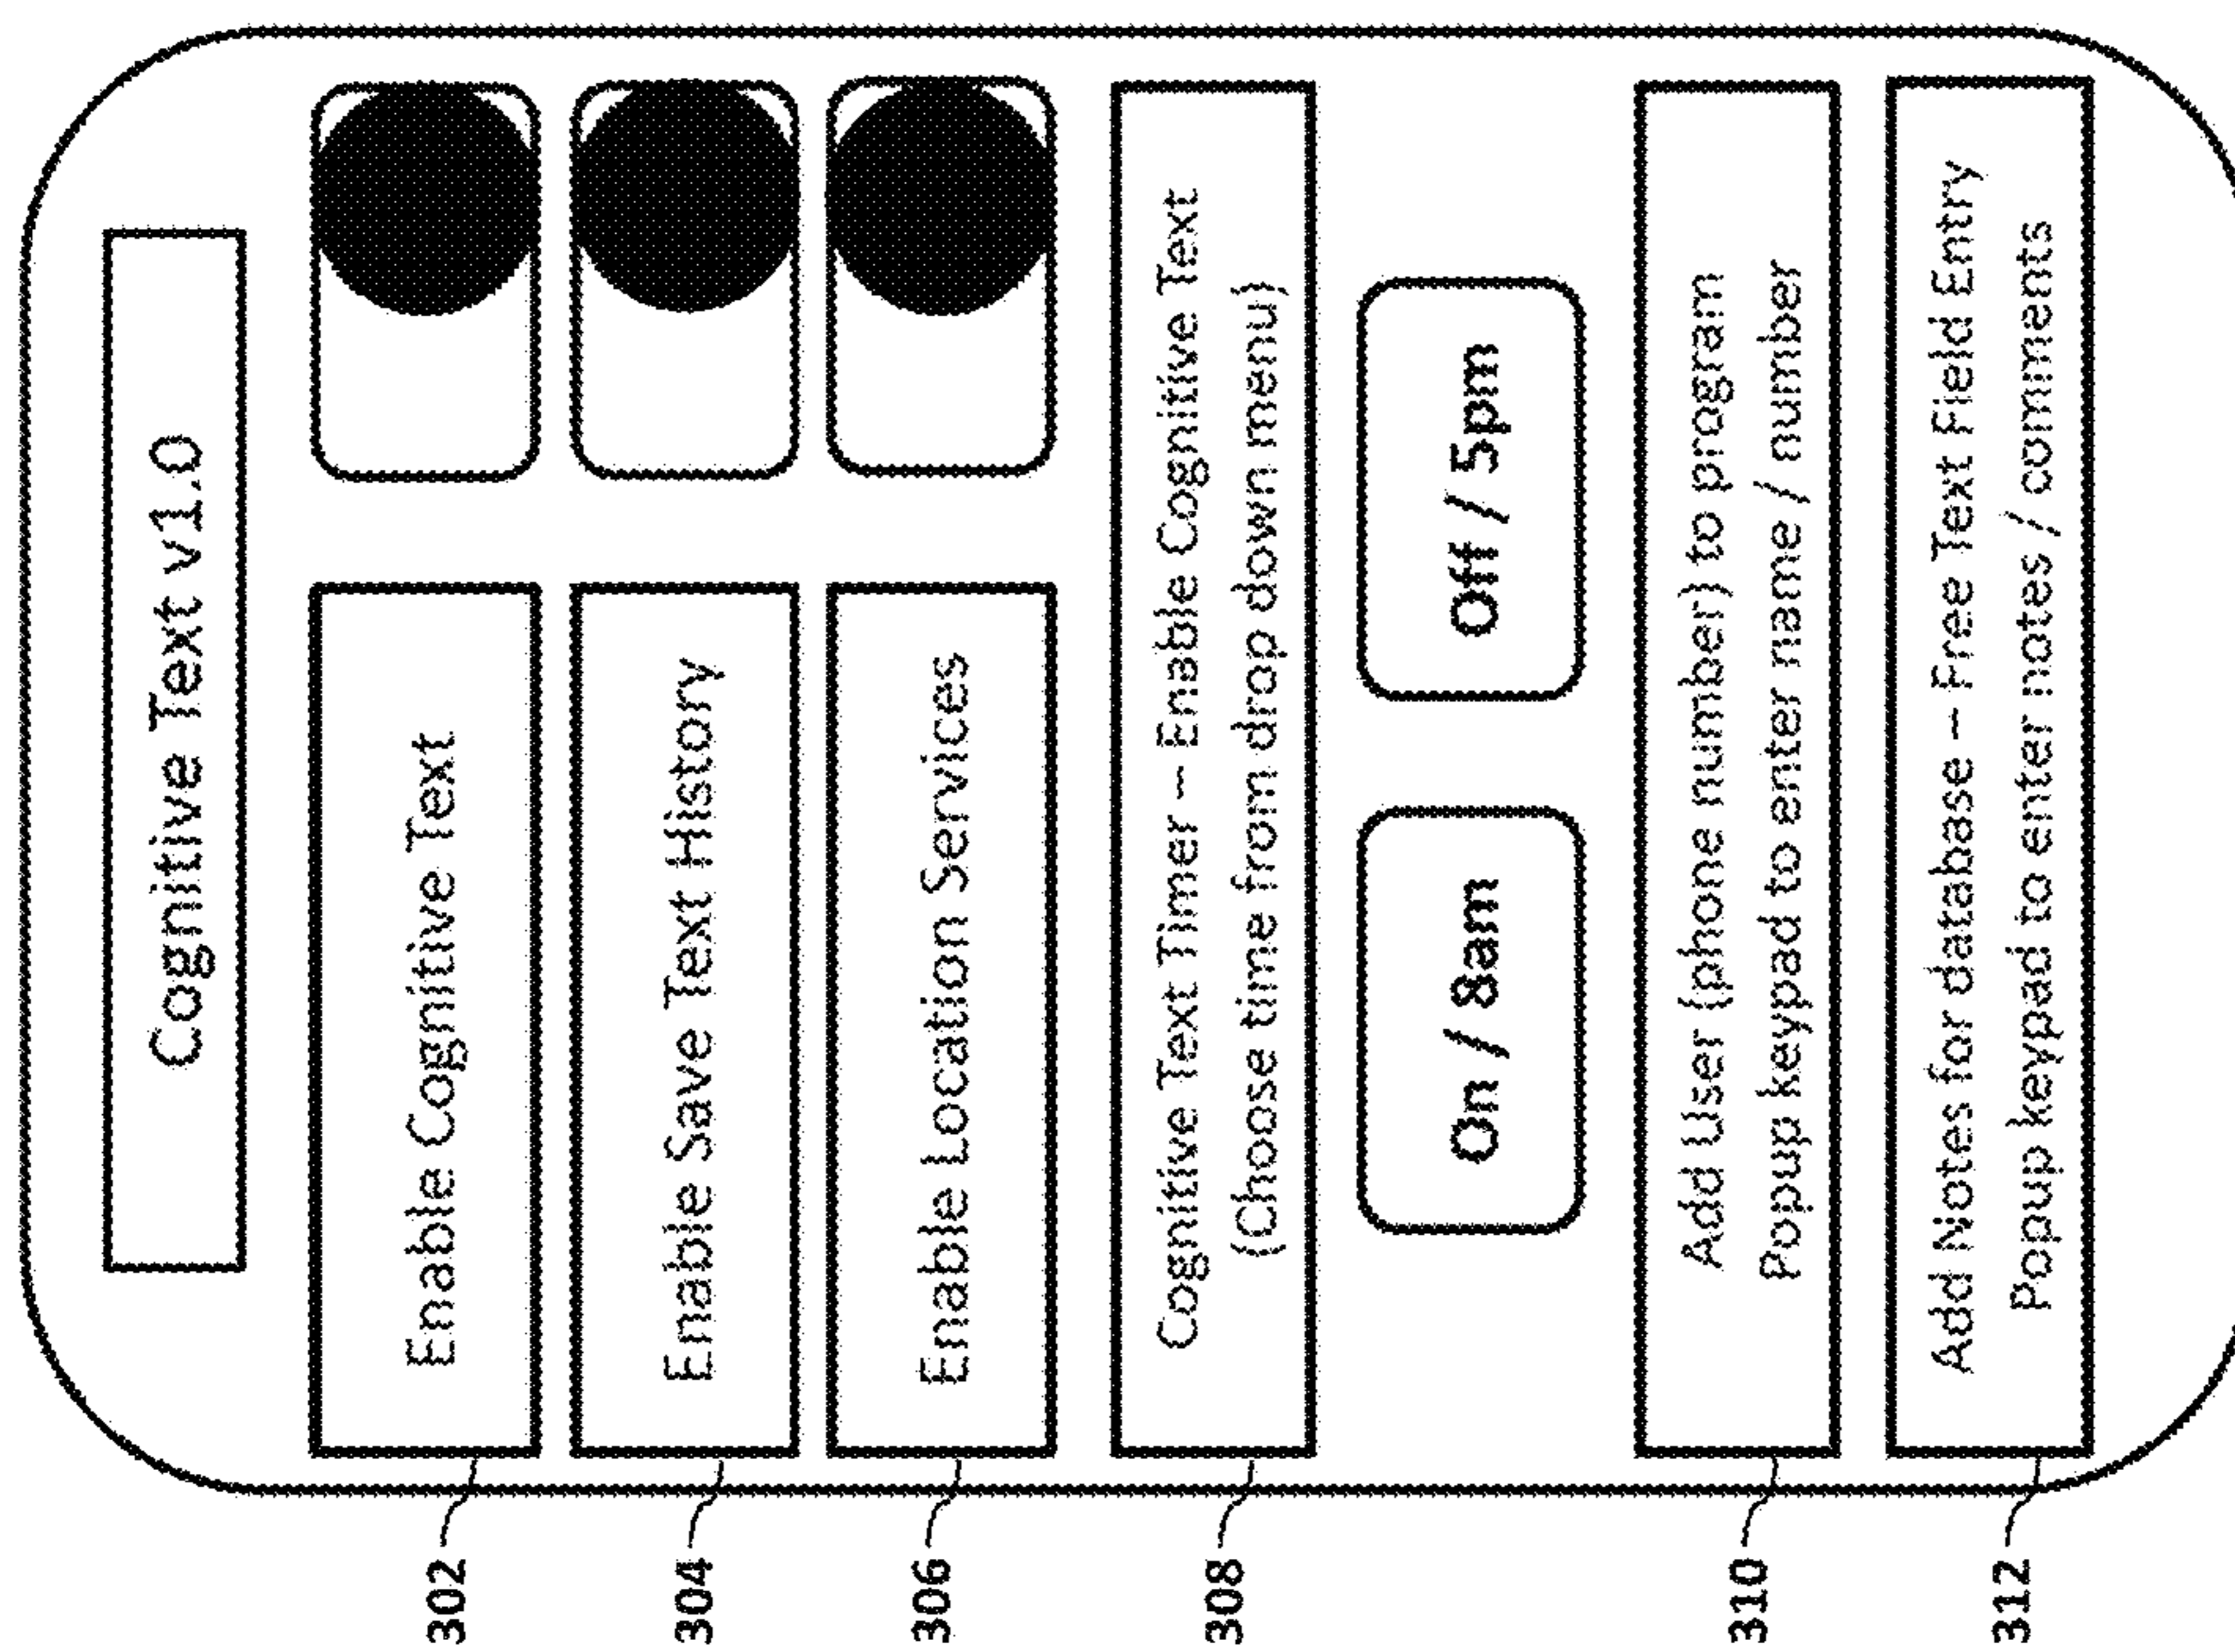 Cognitive Text v1.0
302
Enable Cognitive Text
304
Enable Save Text History
306
Enable Location Services
308
Cognitive Text Timer – Enable Cognitive Text
(Choose time from drop down menu)
On / 8am
Off / 5pm
310
Add User (phone number) to program
Popup keypad to enter name / number
312
Add Notes for database – Free Text Field Entry
Popup keypad to enter notes / comments